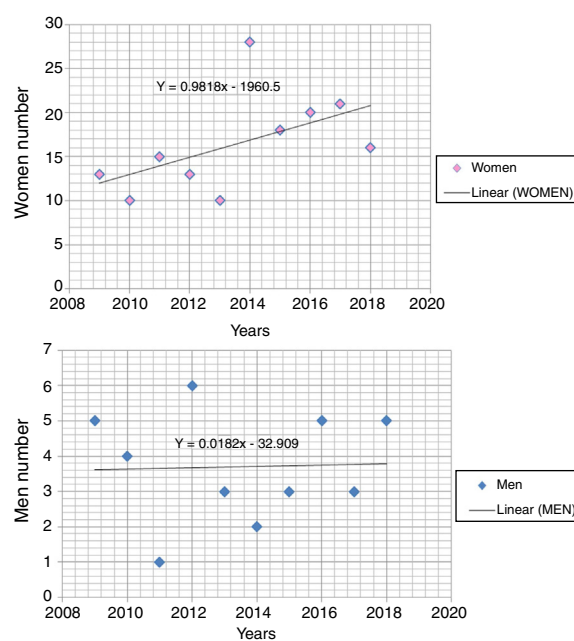 30
25
20
15
10
5
0
Women number
Y = 0.9818x - 1960.5
2008 2010 2012 2014 2016 2018 2020
Years
Women
Linear (WOMEN)
7
6
5
4
3
2
1
0
Men number
Y = 0.0182x - 32.909
2008 2010 2012 2014 2016 2018 2020
Years
Men
Linear (MEN)